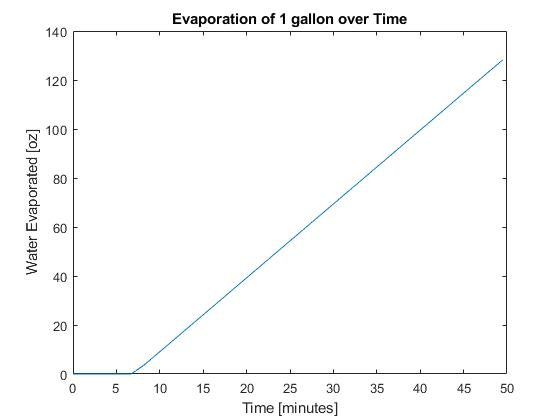 Evaporation of 1 gallon over Time
140
120
100
80
60
40
20
0
Water Evaporated [oz]
0 5 10 15 20 25 30 35 40 45 50
Time [minutes]